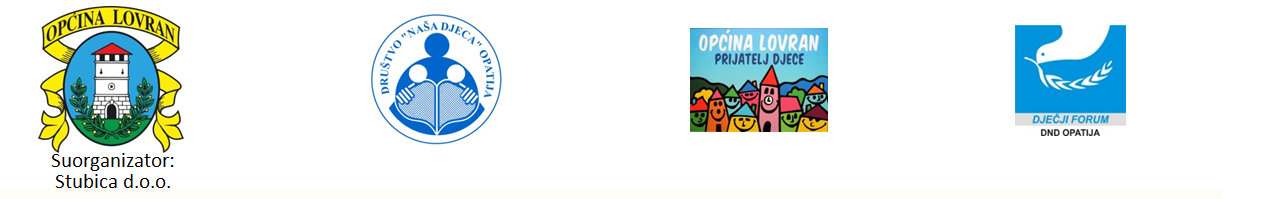 OPĆINA LOVRAN
Suorganizator:
Stubica d.o.o.
DRUŠTVO "NAŠA DJECA" OPATIJA
OPĆINA LOVRAN
PRIJATELJ DJECE
DJEČJI FORUM
DND OPATIJA